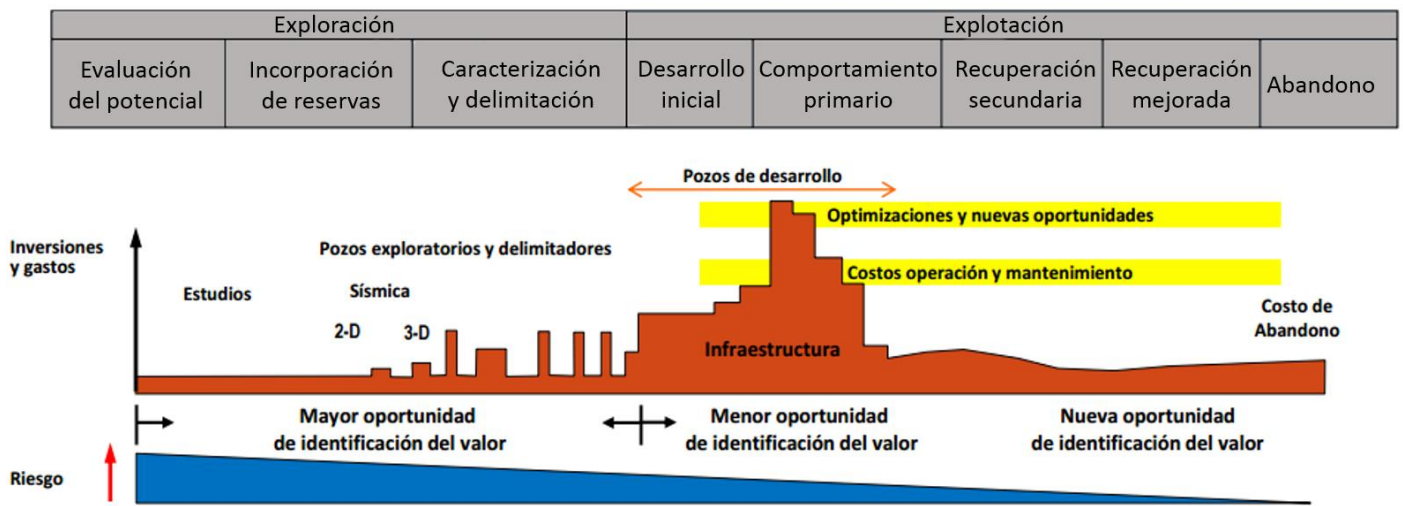 Exploración
Explotación
Evaluación
del potencial
Incorporación
de reservas
Caracterización
y delimitación
Desarrollo
inicial
Comportamiento
primario
Recuperación
secundaria
Recuperación
mejorada
Abandono
Pozos de desarrollo
Optimizaciones y nuevas oportunidades
Inversiones
y gastos
Pozos exploratorios y delimitadores
Costos operación y mantenimiento
Estudios
Sísmica
2-D
3-D
Costo de
Abandono
Infraestructura
Mayor oportunidad
de identificación del valor
Menor oportunidad
de identificación del valor
Nueva oportunidad
de identificación del valor
Riesgo